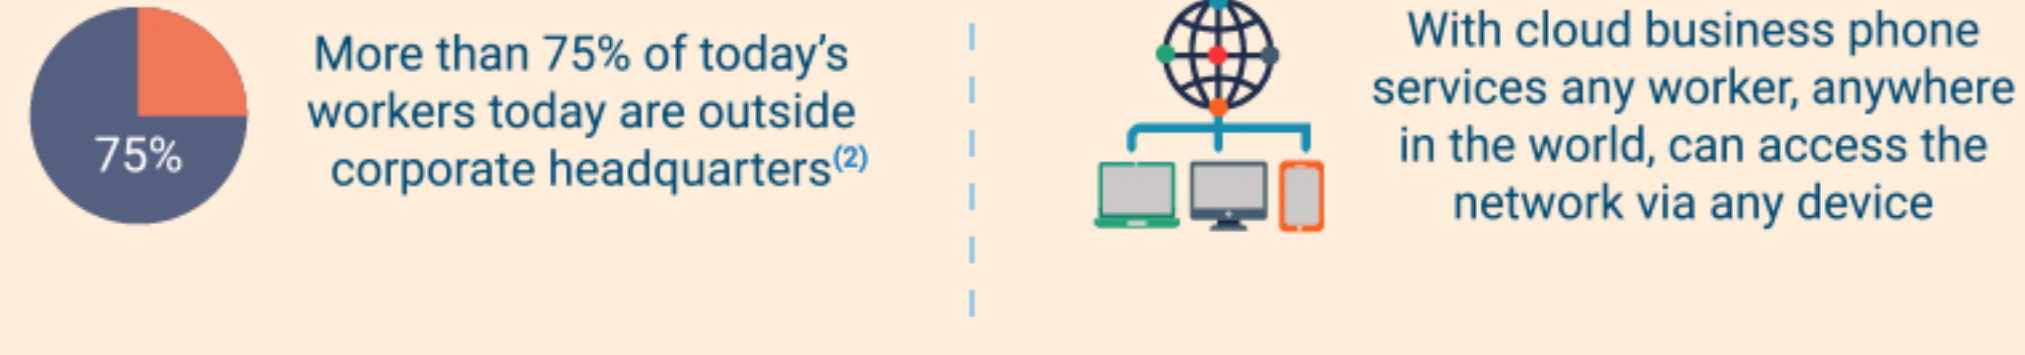 75%
More than 75% of today's
workers today are outside
corporate headquarters(2)
With cloud business phone
services any worker, anywhere
in the world, can access the
network via any device